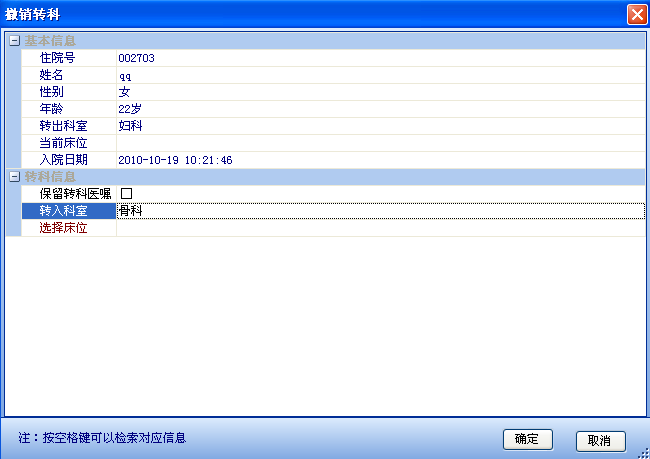 撤销转科
基本信息
住院号 002703
姓名 qq
性别 女
年龄 22岁
转出科室 妇科
当前床位
入院日期 2010-10-19 10:21:46
转科信息
保留转科医嘱
转入科室 骨科
选择床位
注：按空格键可以检索对应信息
确定 取消